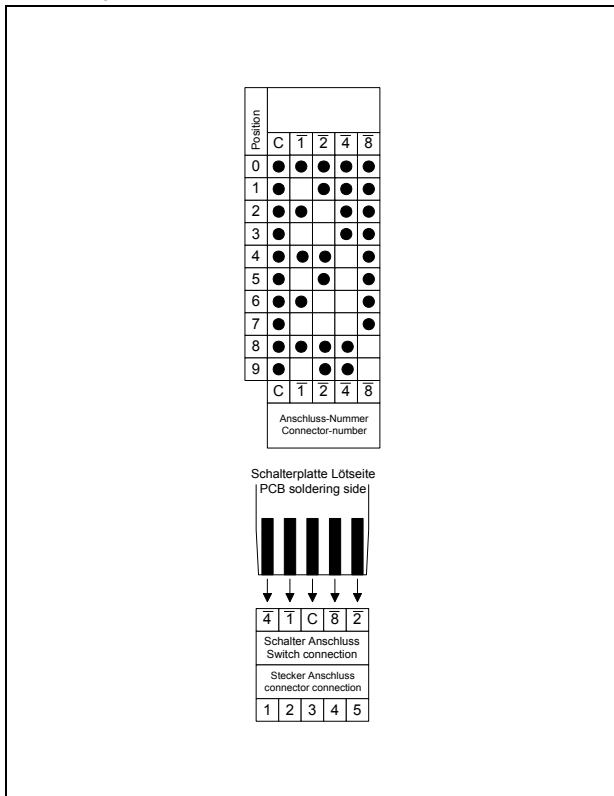 Position
C 1̅ 2̅ 4̅ 8̅
0 ● ● ● ● ●
1 ● ● ● ●
2 ● ● ● ●
3 ● ● ●
4 ● ● ● ●
5 ● ● ●
6 ● ● ●
7 ● ●
8 ● ● ● ●
9 ● ● ●
C 1̅ 2̅ 4̅ 8̅
Anschluss-Nummer
Connector-number
Schalterplatte Lötseite
PCB soldering side
4̅ 1̅ C 8̅ 2̅
Schalter Anschluss
Switch connection
Stecker Anschluss
connector connection
1 2 3 4 5